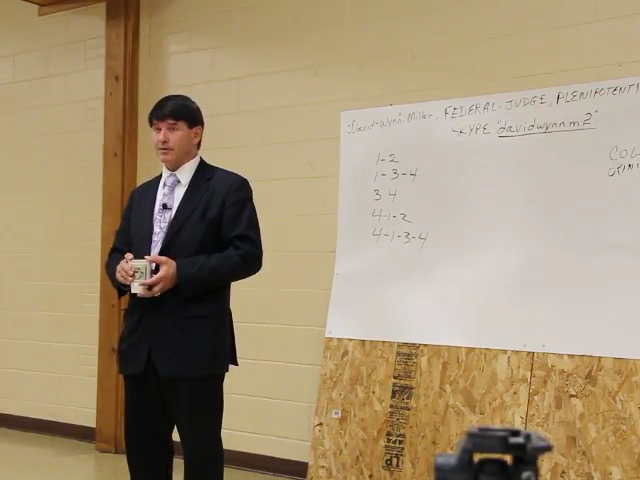 :David-Wynn: Miller, FEDERAL-JUDGE, PLENIPOTENTI
SKYPE "davidwynnm2"
1-2
1-3-4
3-4
4-1-2
4-1-3-4
COL
OPINI
LP